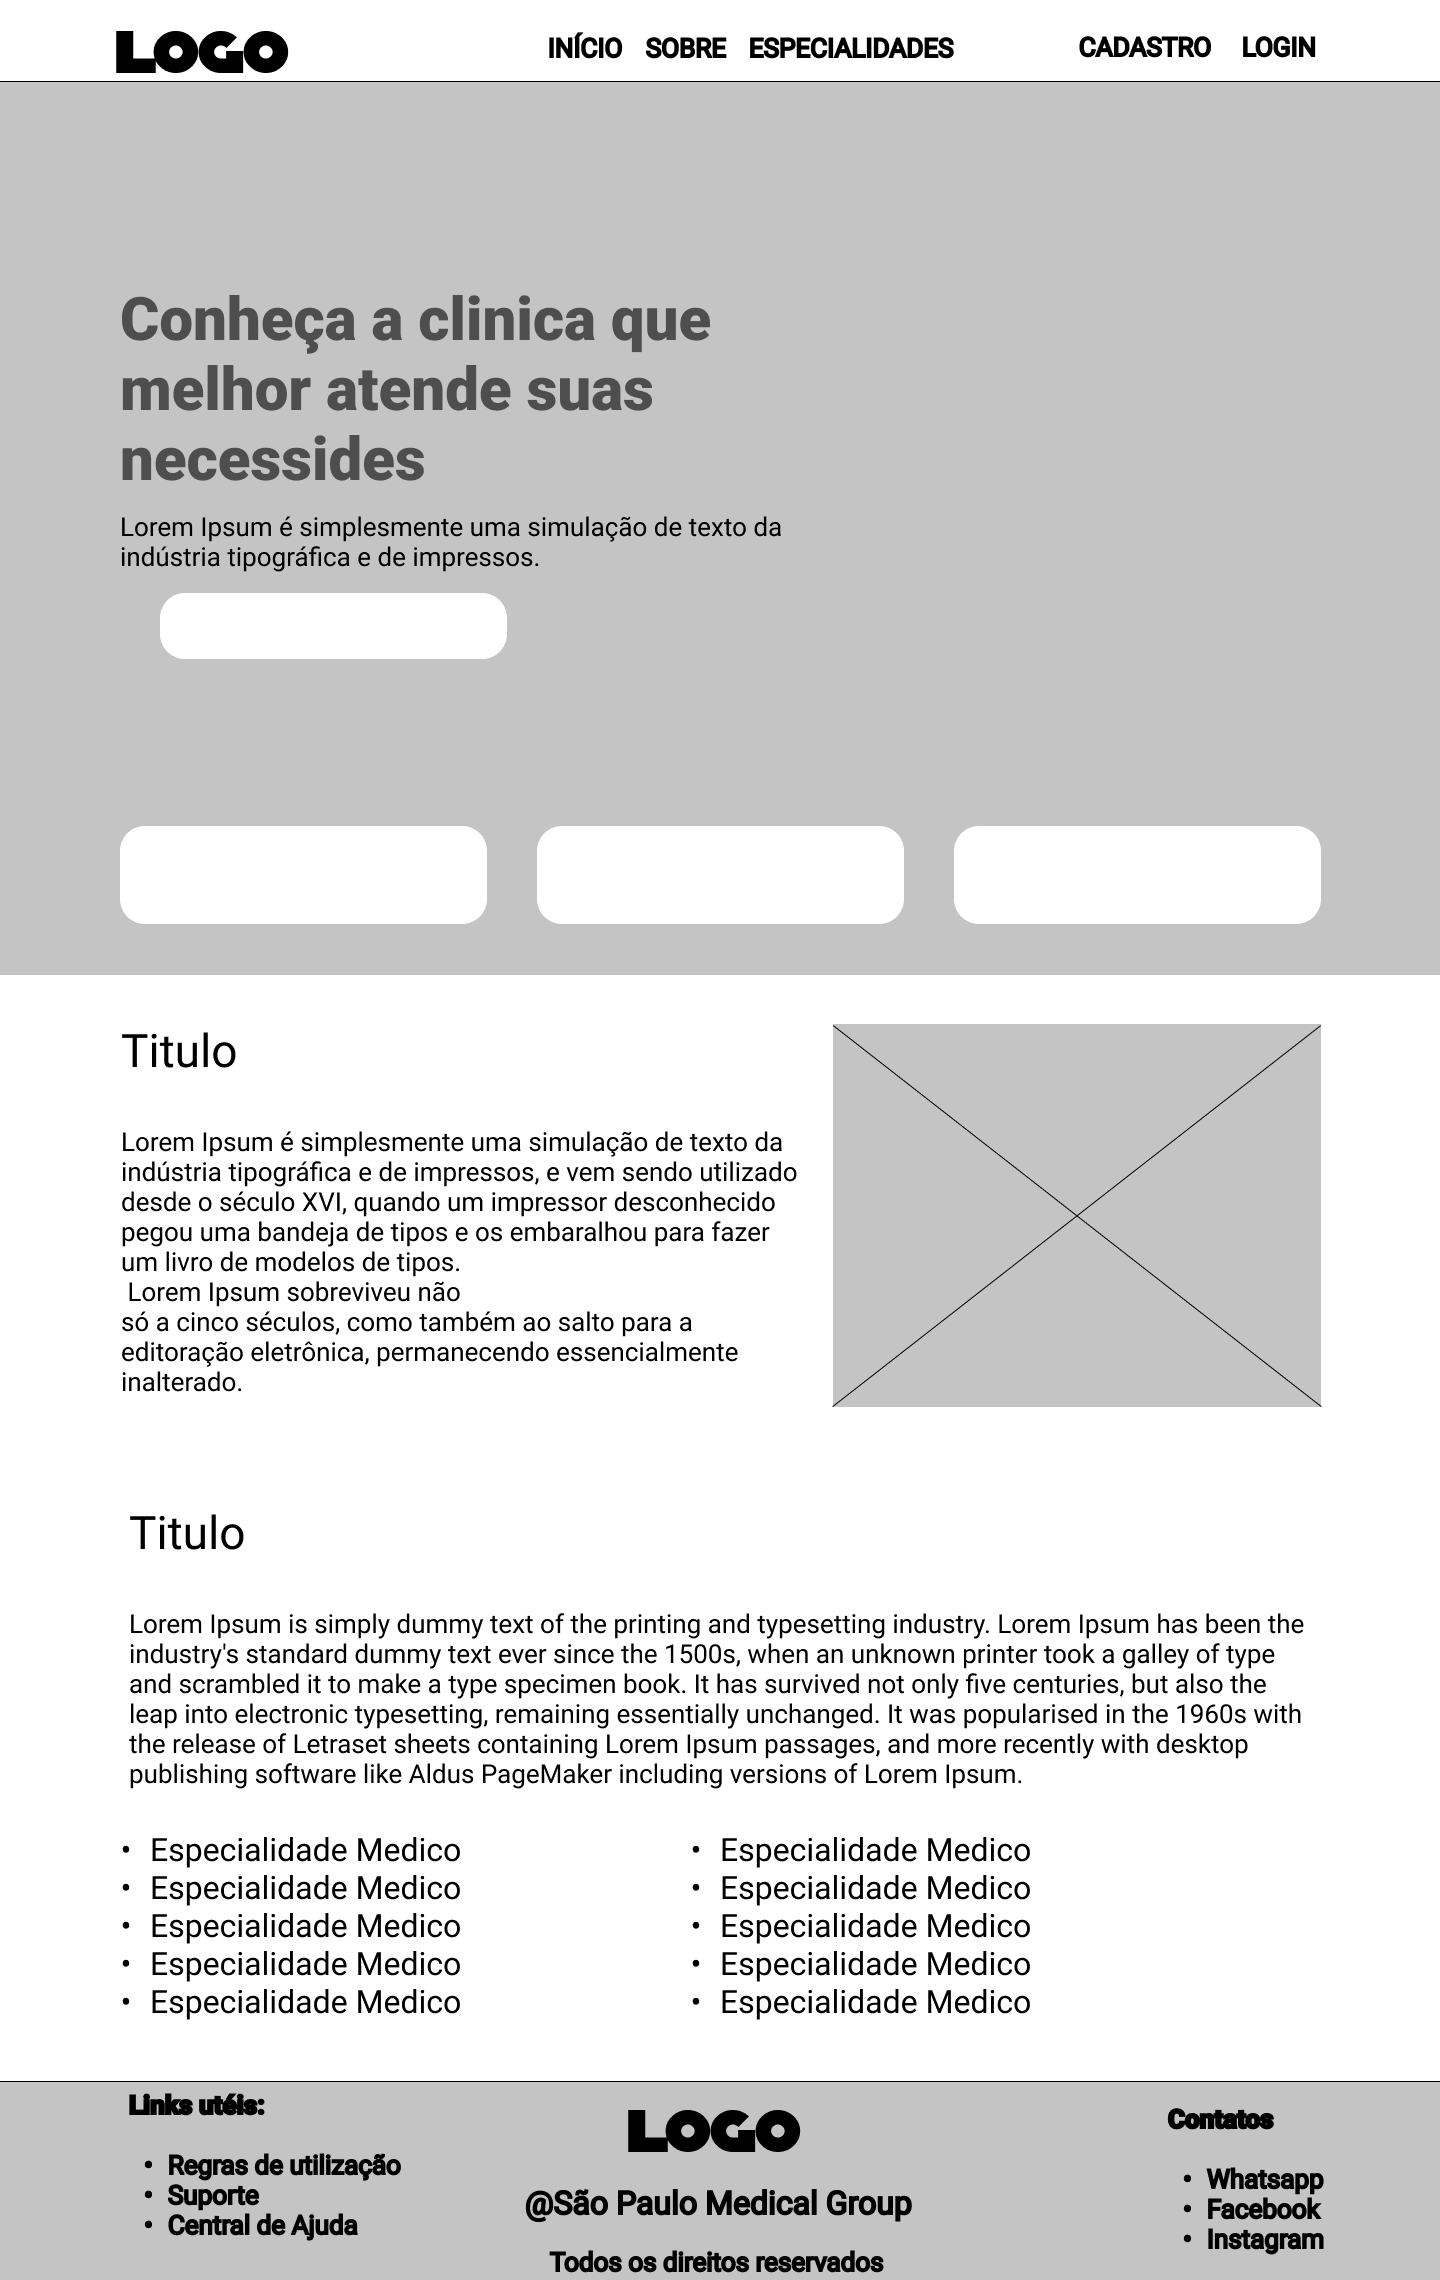 LOGO
INÍCIO SOBRE ESPECIALIDADES
CADASTRO LOGIN
Conheça a clinica que
melhor atende suas
necessides
Lorem Ipsum é simplesmente uma simulação de texto da
indústria tipográfica e de impressos.
Titulo
Lorem Ipsum é simplesmente uma simulação de texto da
indústria tipográfica e de impressos, e vem sendo utilizado
desde o século XVI, quando um impressor desconhecido
pegou uma bandeja de tipos e os embaralhou para fazer
um livro de modelos de tipos.
Lorem Ipsum sobreviveu não
só a cinco séculos, como também ao salto para a
editoração eletrônica, permanecendo essencialmente
inalterado.
Titulo
Lorem Ipsum is simply dummy text of the printing and typesetting industry. Lorem Ipsum has been the
industry's standard dummy text ever since the 1500s, when an unknown printer took a galley of type
and scrambled it to make a type specimen book. It has survived not only five centuries, but also the
leap into electronic typesetting, remaining essentially unchanged. It was popularised in the 1960s with
the release of Letraset sheets containing Lorem Ipsum passages, and more recently with desktop
publishing software like Aldus PageMaker including versions of Lorem Ipsum.
• Especialidade Medico
• Especialidade Medico
• Especialidade Medico
• Especialidade Medico
• Especialidade Medico
• Especialidade Medico
• Especialidade Medico
• Especialidade Medico
• Especialidade Medico
• Especialidade Medico
Links utéis:
• Regras de utilização
• Suporte
• Central de Ajuda
LOGO
@São Paulo Medical Group
Todos os direitos reservados
Contatos
• Whatsapp
• Facebook
• Instagram